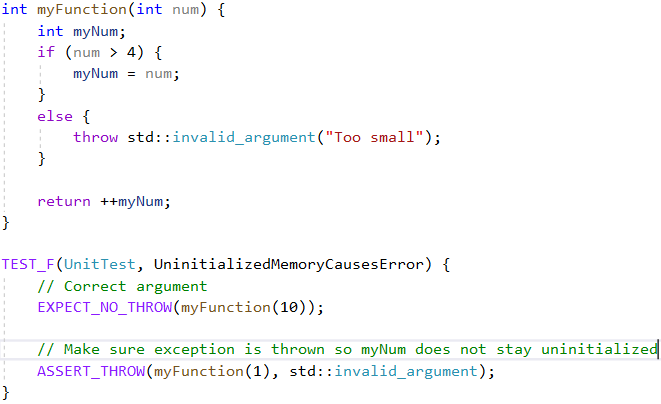 int myFunction(int num) {
    int myNum;
    if (num > 4) {
        myNum = num;
    }
    else {
        throw std::invalid_argument("Too small");
    }

    return ++myNum;
}

TEST_F(UnitTest, UninitializedMemoryCausesError) {
    // Correct argument
    EXPECT_NO_THROW(myFunction(10));

    // Make sure exception is thrown so myNum does not stay uninitialized
    ASSERT_THROW(myFunction(1), std::invalid_argument);
}